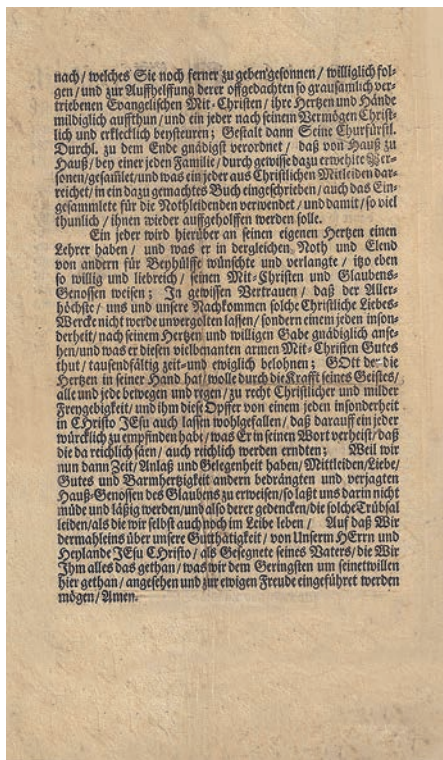 nach / welches Sie noch ferner zu geben gesonnen / williglich fol-
gen / und zur Auffhelffung derer offgedachten so grausamlich ver-
triebenen Evangelischen Mit-Christen / ihre Hertzen und Hände
mildiglich auffthun / und ein jeder nach seinem Vermögen Christ-
lich und erklecklich beysteuren; Gestalt dann Seine Churfürstl.
Durchl. zu dem Ende gnädigst verordnet / daß von Hauß zu
Hauß / bey einer jeden Familie / durch gewisse dazu erwehlte Per-
sonen / gesam̃let und was ein jeder aus Christlichen Mitleiden dar-
reichet / in ein dazu gemachtes Buch eingeschrieben / auch das Ein-
gesammlete für die Nothleidenden verwendet / und damit / so viel
thunlich / ihnen wieder auffgeholffen werden solle.
Ein jeder wird hierüber an seinen eigenen Hertzen einen
Lehrer haben / und was er in dergleichen Noth und Elend
von andern für Beyhülffe wünschte und verlangte / itzo eben
so willig und liebreich / seinen Mit-Christen und Glaubens-
Genossen weisen; In gewissen Vertrauen / daß der Aller-
höchste / uns und unsere Nachkommen solche Christliche Liebes-
Wercke nicht werde unvergolten lassen / sondern einem jeden inson-
derheit / nach seinem Hertzen und willigen Gabe gnädiglich anse-
hen / und was er diesen vielbenanten armen Mit-Christen Gutes
thut / tausendfältig zeit- und ewiglich belohnen; GOtt der die
Hertzen in seiner Hand hat / wolle durch die Krafft seines Geistes /
alle und jede bewegen und regen / zu recht Christlicher und milder
Freygebigkeit / und ihm diese Opffer von einem jeden insonderheit
in CHristo JEsu auch lassen wohlgefallen / daß darauff ein jeder
würcklich zu empfinden habe / was Er in seinen Wort verheist / daß
die da reichlich säen / auch reichlich werden erndten; Weil wir
nun dann Zeit / Anlaß und Gelegenheit haben / Mittleiden / Liebe /
Gutes und Barmhertzigkeit andern bedrängten und verjagten
Hauß-Genossen des Glaubens zu erweisen / so laßt uns darin nicht
müde und läßig werden / und also derer gedencken / die solche Trübsal
leiden / als die wir selbst auch noch im Leibe leben / Auf daß Wir
dermahleins über unsere Gutthätigkeit / von Unserm HErrn und
Heylande JEsu CHristo / als Gesegnete seines Vaters / die Wir
Ihm alles das gethan / was wir dem Geringsten um seinetwillen
hier gethan / angesehen und zur ewigen Freude eingeführet werden
mögen / Amen.